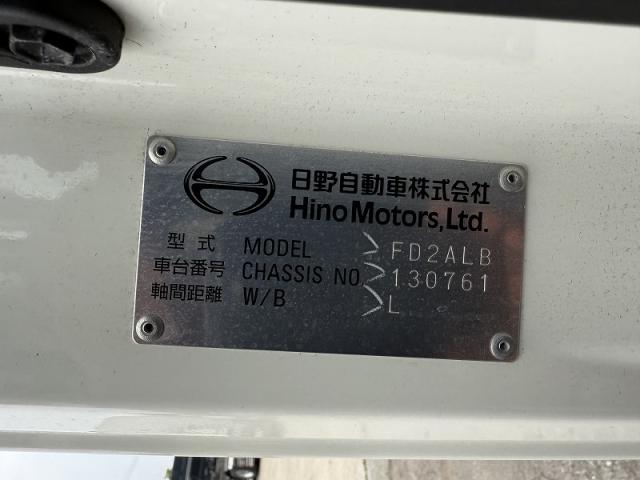 日野自動車株式会社
Hino Motors, Ltd.
型式 MODEL FD2ALB
車台番号 CHASSIS NO. 130761
軸間距離 W/B L